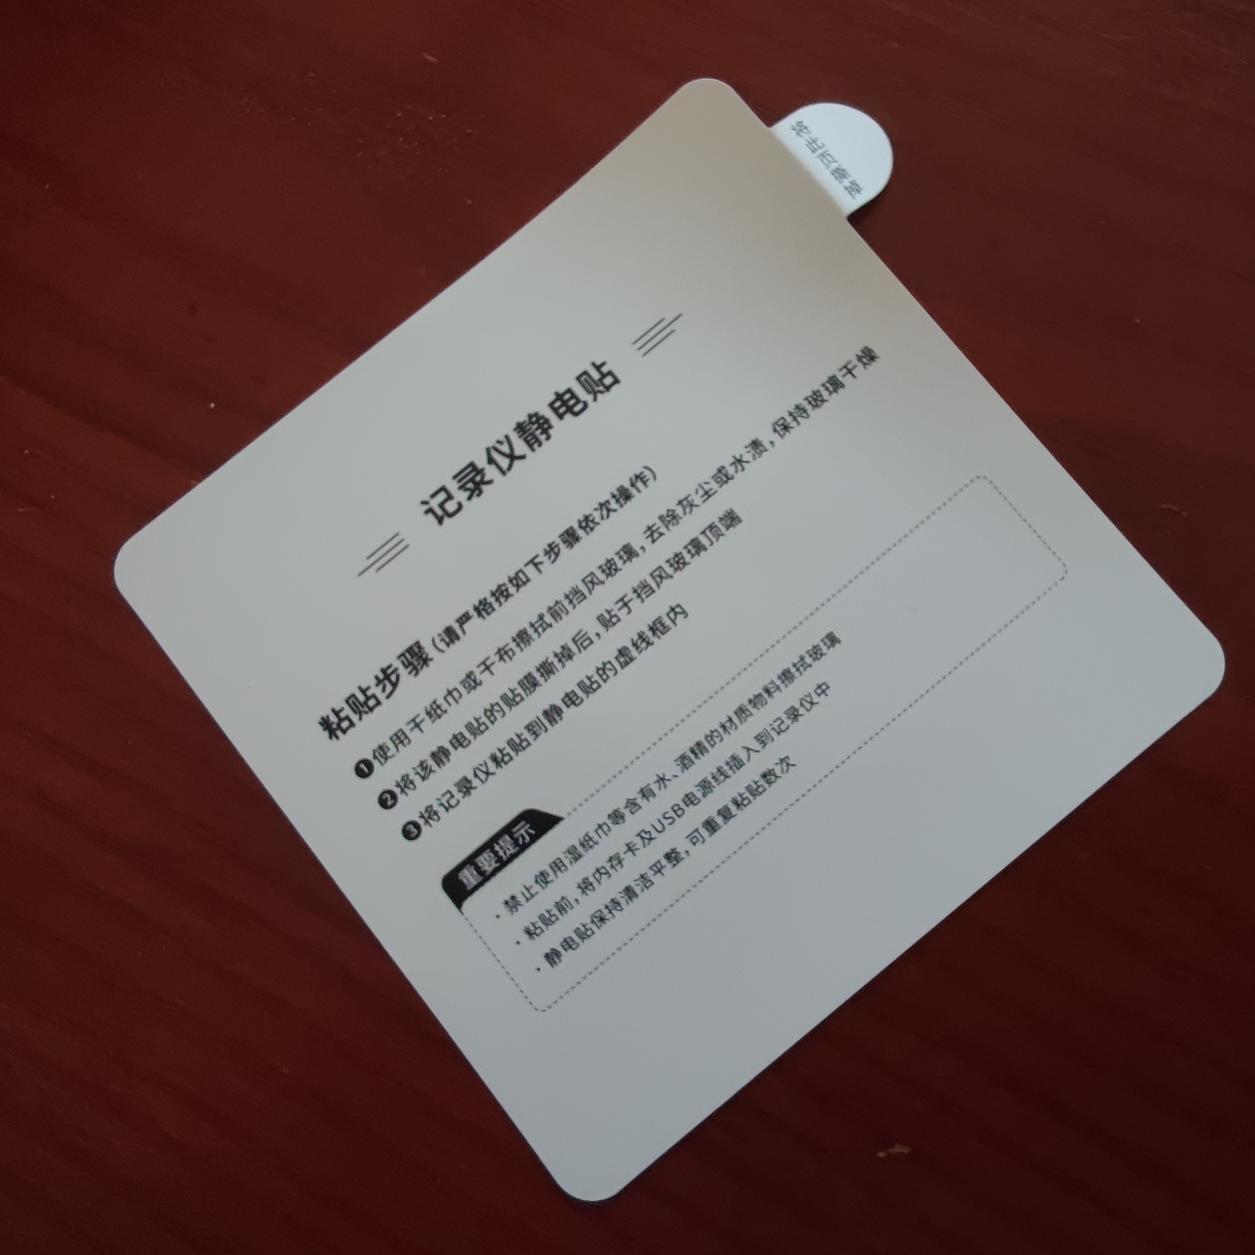 记录仪静电贴
粘贴步骤(请严格按如下步骤依次操作)
❶使用干纸巾或干布擦拭前挡风玻璃,去除灰尘或水渍,保持玻璃干燥
❷将该静电贴的贴膜撕掉后,贴于挡风玻璃顶端
❸将记录仪粘贴到静电贴的虚线框内
重要提示
· 禁止使用湿纸巾等含有水、酒精的材质物料擦拭玻璃
· 粘贴前,将内存卡及USB电源线插入到记录仪中
· 静电贴保持清洁平整,可重复粘贴数次